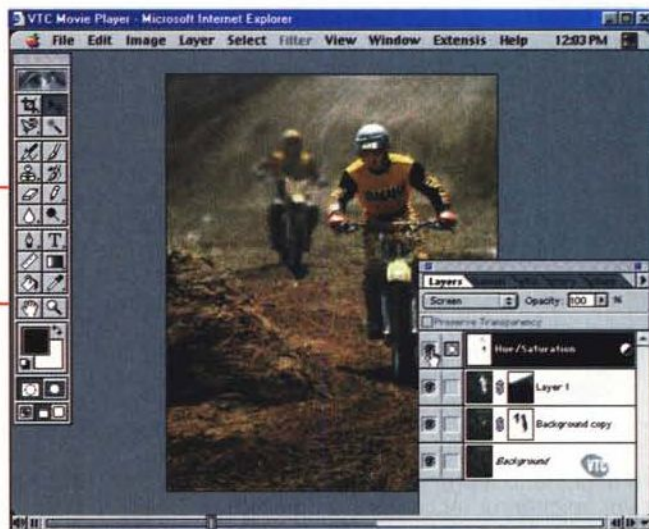 VTC Movie Player - Microsoft Internet Explorer
File Edit Image Layer Select Filter View Window Extensis Help 12:03 PM
T
Layers
Screen Opacity: 100 %
Preserve Transparency
Hue/Saturation
Layer 1
Background copy
Background
VTC